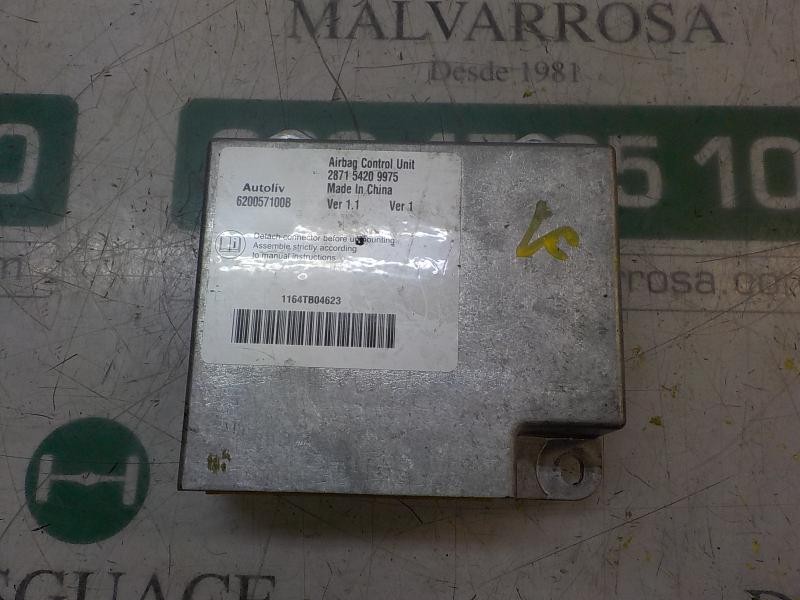 MALVARROSA
Desde 1981
Airbag Control Unit
2871 5420 9975
Made In China
Ver 1.1 Ver 1
Autoliv
620057100B
Detach connector before unmounting.
Assemble strictly according
to manual instructions
1164TB04623